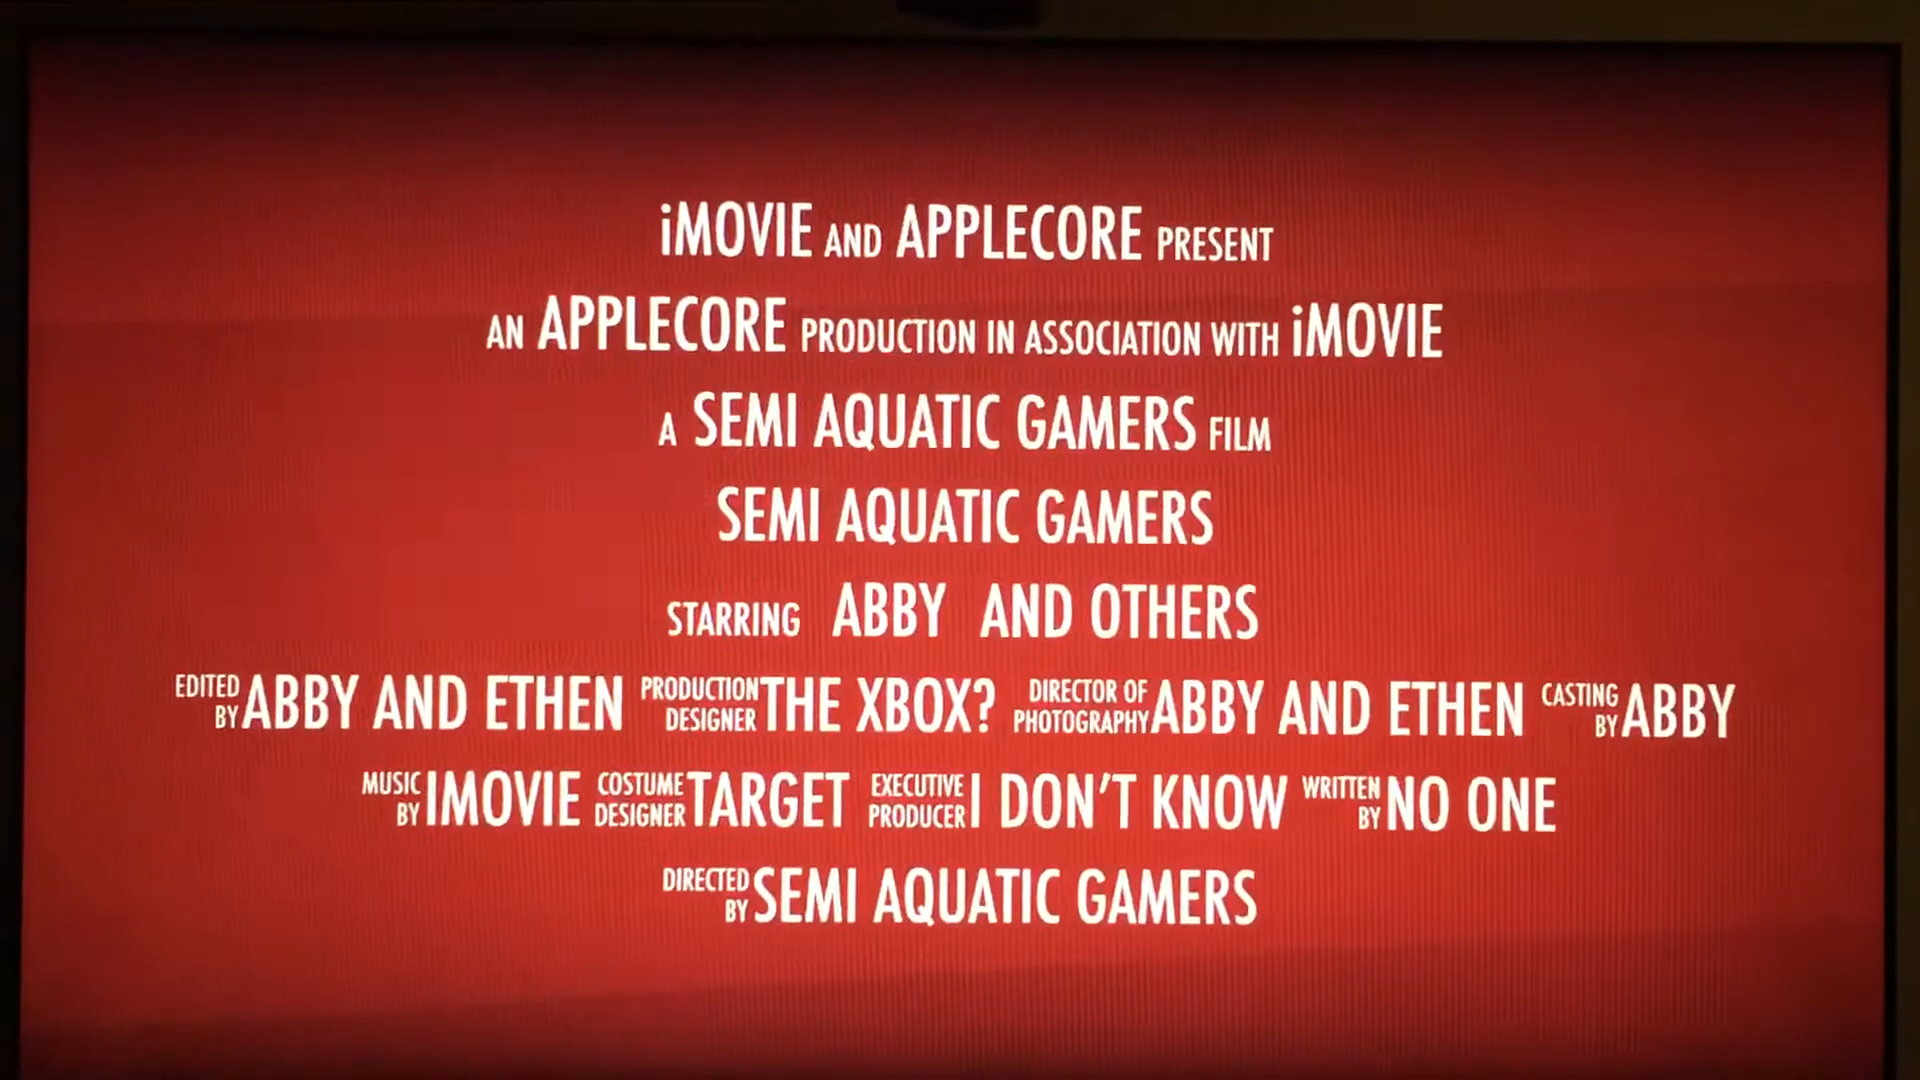 iMOVIE AND APPLECORE PRESENT
AN APPLECORE PRODUCTION IN ASSOCIATION WITH iMOVIE
A SEMI AQUATIC GAMERS FILM
SEMI AQUATIC GAMERS
STARRING ABBY AND OTHERS
EDITED BY ABBY AND ETHEN PRODUCTION DESIGNER THE XBOX? DIRECTOR OF PHOTOGRAPHY ABBY AND ETHEN CASTING BY ABBY
MUSIC BY IMOVIE COSTUME DESIGNER TARGET EXECUTIVE PRODUCER I DON'T KNOW WRITTEN BY NO ONE
DIRECTED BY SEMI AQUATIC GAMERS